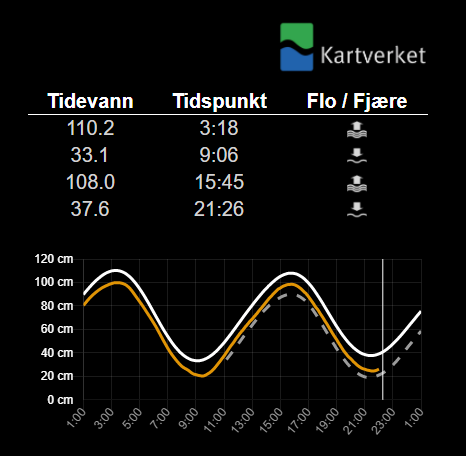 Kartverket
Tidevann Tidspunkt Flo / Fjære
110.2 3:18
33.1 9:06
108.0 15:45
37.6 21:26
120 cm
100 cm
80 cm
60 cm
40 cm
20 cm
0 cm
1:00 3:00 5:00 7:00 9:00 11:00 13:00 15:00 17:00 19:00 21:00 23:00 1:00